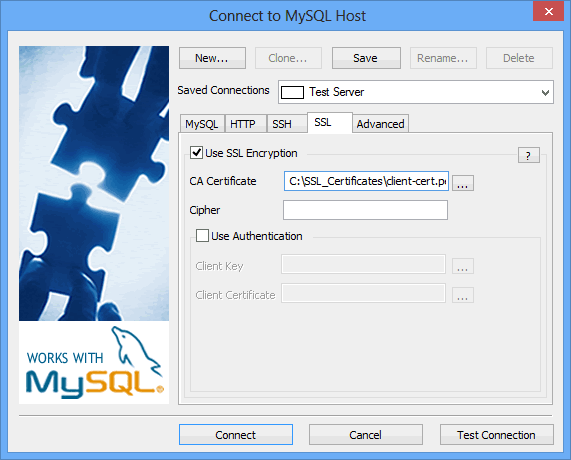 Connect to MySQL Host
New... Clone... Save Rename... Delete
Saved Connections Test Server
MySQL HTTP SSH SSL Advanced
Use SSL Encryption ?
CA Certificate C:\SSL_Certificates\client-cert.pe ...
Cipher
Use Authentication
Client Key ...
Client Certificate ...
WORKS WITH
MySQL®
Connect Cancel Test Connection